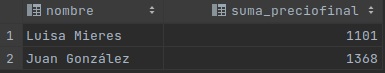 nombre suma_preciofinal
1 Luisa Mieres 1101
2 Juan González 1368